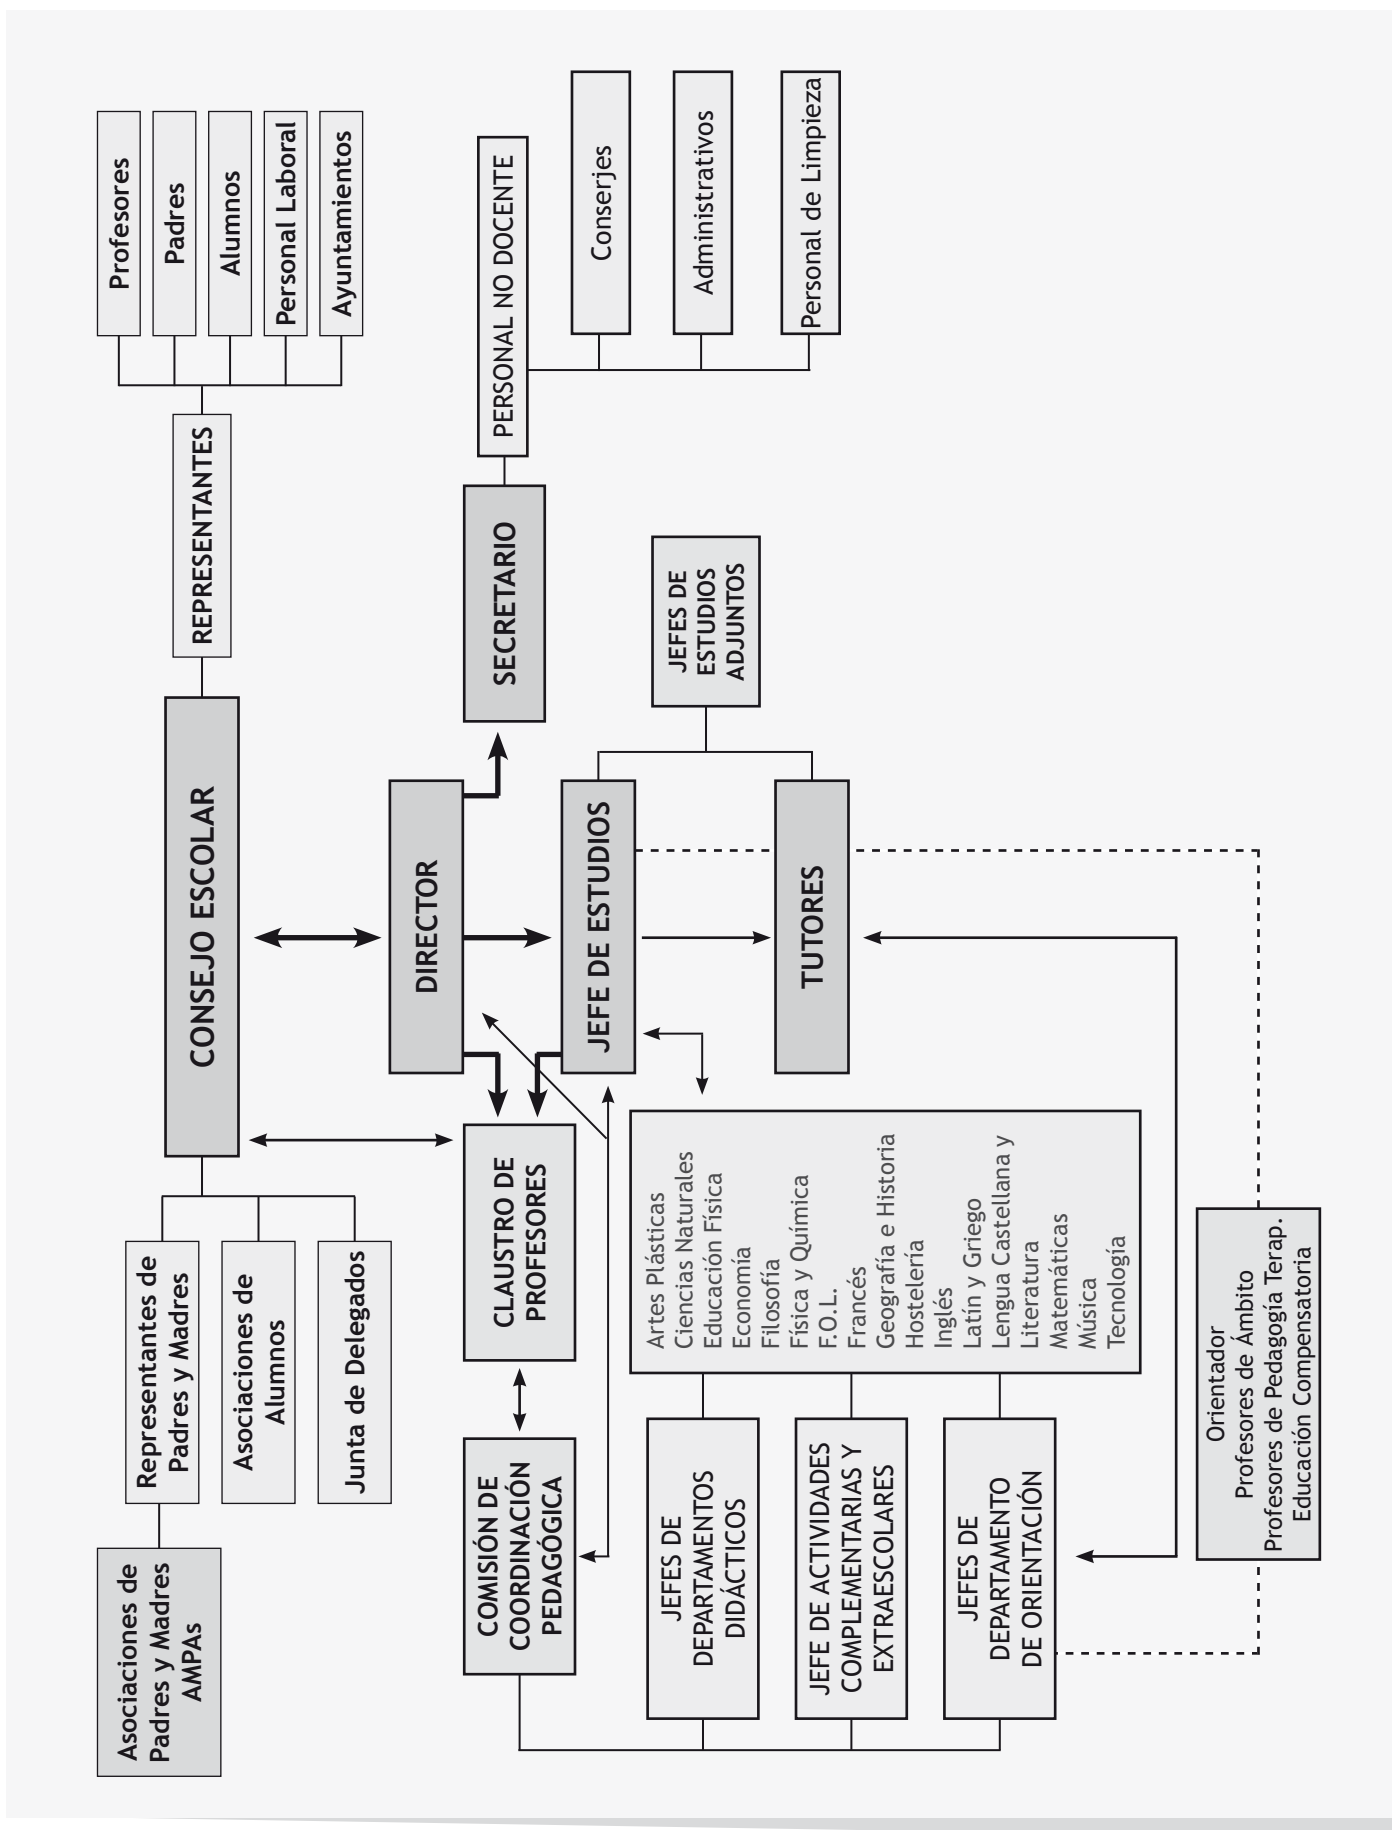 Asociaciones de
Padres y Madres
AMPAs
Representantes de
Padres y Madres
Asociaciones de
Alumnos
Junta de Delegados
CONSEJO ESCOLAR
REPRESENTANTES
Profesores
Padres
Alumnos
Personal Laboral
Ayuntamientos
DIRECTOR
SECRETARIO
PERSONAL NO DOCENTE
Conserjes
Administrativos
Personal de Limpieza
COMISIÓN DE
COORDINACIÓN
PEDAGÓGICA
CLAUSTRO DE
PROFESORES
JEFE DE ESTUDIOS
JEFES DE
ESTUDIOS
ADJUNTOS
TUTORES
JEFES DE
DEPARTAMENTOS
DIDÁCTICOS
JEFE DE ACTIVIDADES
COMPLEMENTARIAS Y
EXTRAESCOLARES
JEFES DE
DEPARTAMENTO
DE ORIENTACIÓN
Artes Plásticas
Ciencias Naturales
Educación Física
Economía
Filosofía
Física y Química
F.O.L.
Francés
Geografía e Historia
Hostelería
Inglés
Latín y Griego
Lengua Castellana y
Literatura
Matemáticas
Música
Tecnología
Orientador
Profesores de Ámbito
Profesores de Pedagogía Terap.
Educación Compensatoria